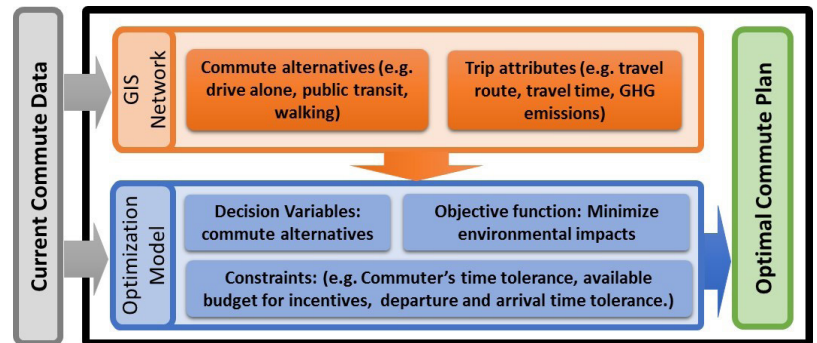 Current Commute Data
GIS
Network
Commute alternatives (e.g.
drive alone, public transit,
walking)
Trip attributes (e.g. travel
route, travel time, GHG
emissions)
Optimization
Model
Decision Variables:
commute alternatives
Objective function: Minimize
environmental impacts
Constraints: (e.g. Commuter’s time tolerance, available
budget for incentives, departure and arrival time tolerance.)
Optimal Commute Plan